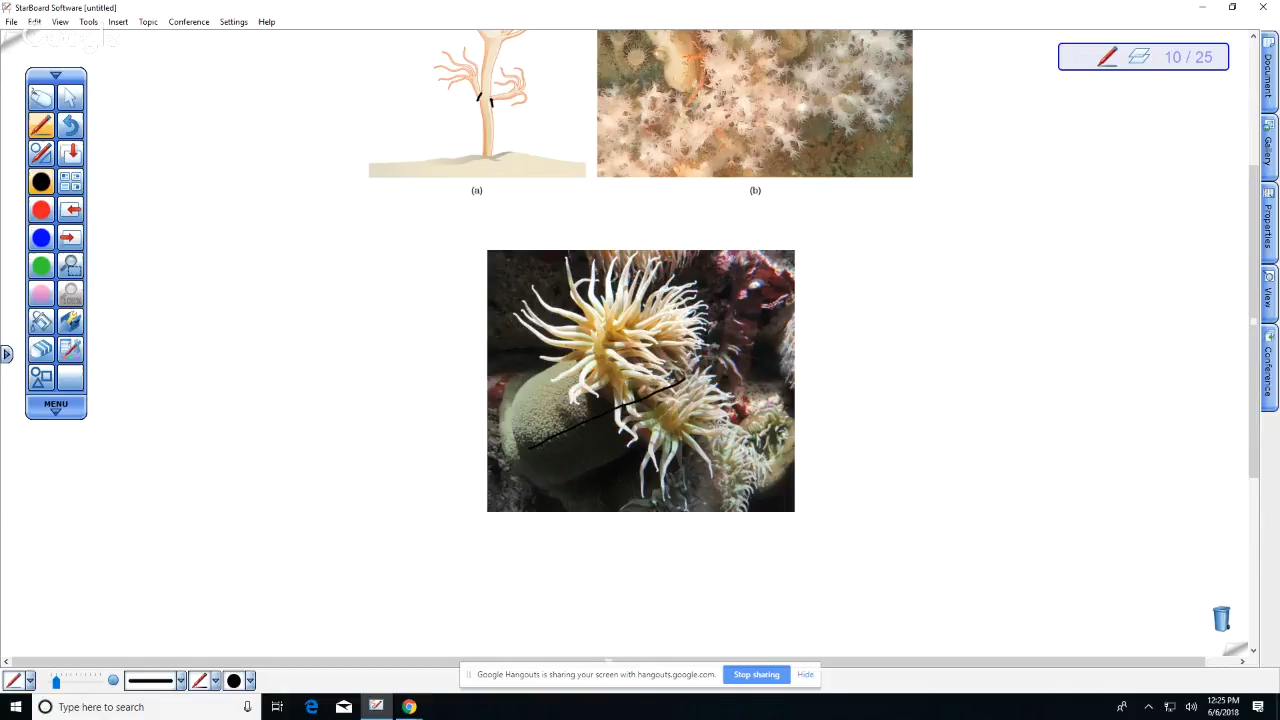 StarBoard Software [untitled]
File Edit View Tools Insert Topic Conference Settings Help
Google
10 / 25
Document
Gallery
Properties
View
Conference
(a) (b)
MENU
Google Hangouts is sharing your screen with hangouts.google.com. Stop sharing Hide
Type here to search
12:25 PM
6/6/2018